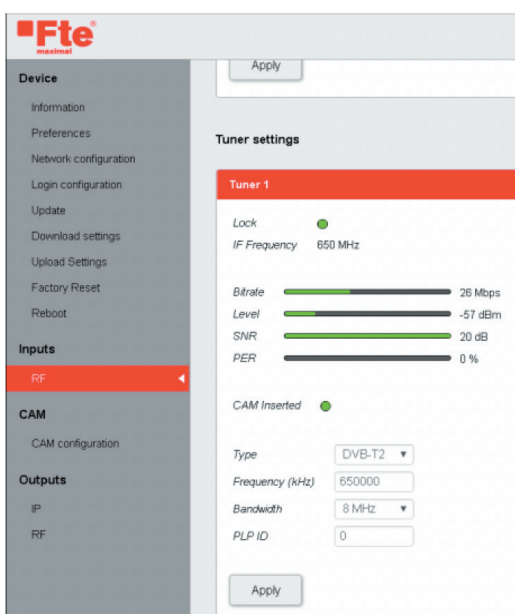 Fte
maximal
Device
Information
Preferences
Network configuration
Login configuration
Update
Download settings
Upload Settings
Factory Reset
Reboot
Inputs
RF
CAM
CAM configuration
Outputs
IP
RF
Apply
Tuner settings
Tuner 1
Lock
IF Frequency 650 MHz
Bitrate 26 Mbps
Level -57 dBm
SNR 20 dB
PER 0 %
CAM Inserted
Type DVB-T2
Frequency (kHz) 650000
Bandwidth 8 MHz
PLP ID 0
Apply